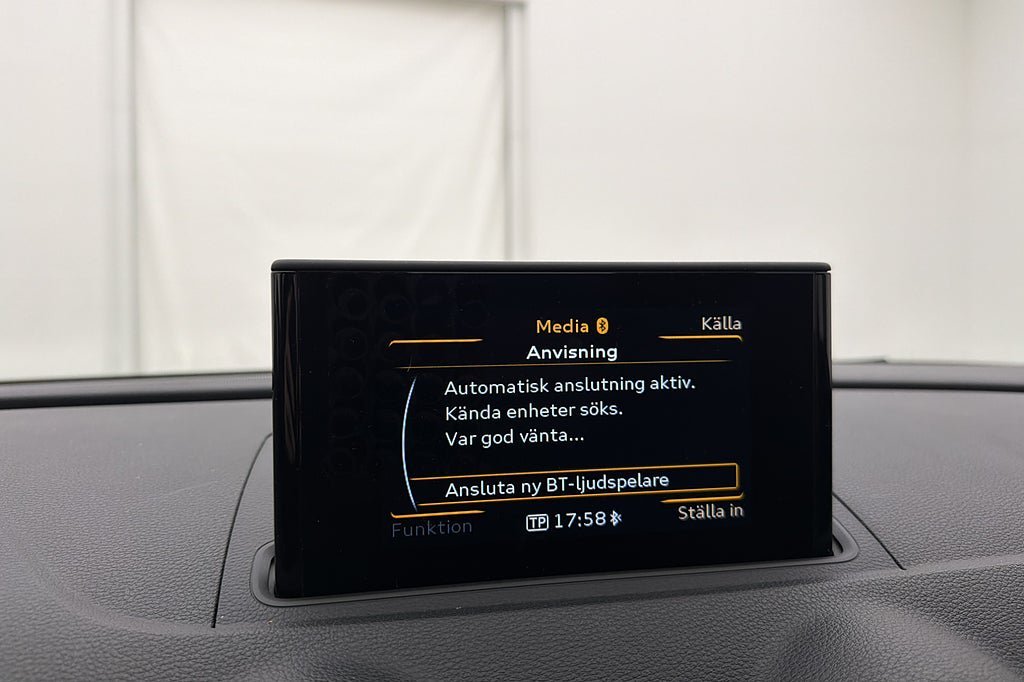 Media
Källa
Anvisning
Automatisk anslutning aktiv.
Kända enheter söks.
Var god vänta...
Ansluta ny BT-ljudspelare
Funktion
TP 17:58
Ställa in